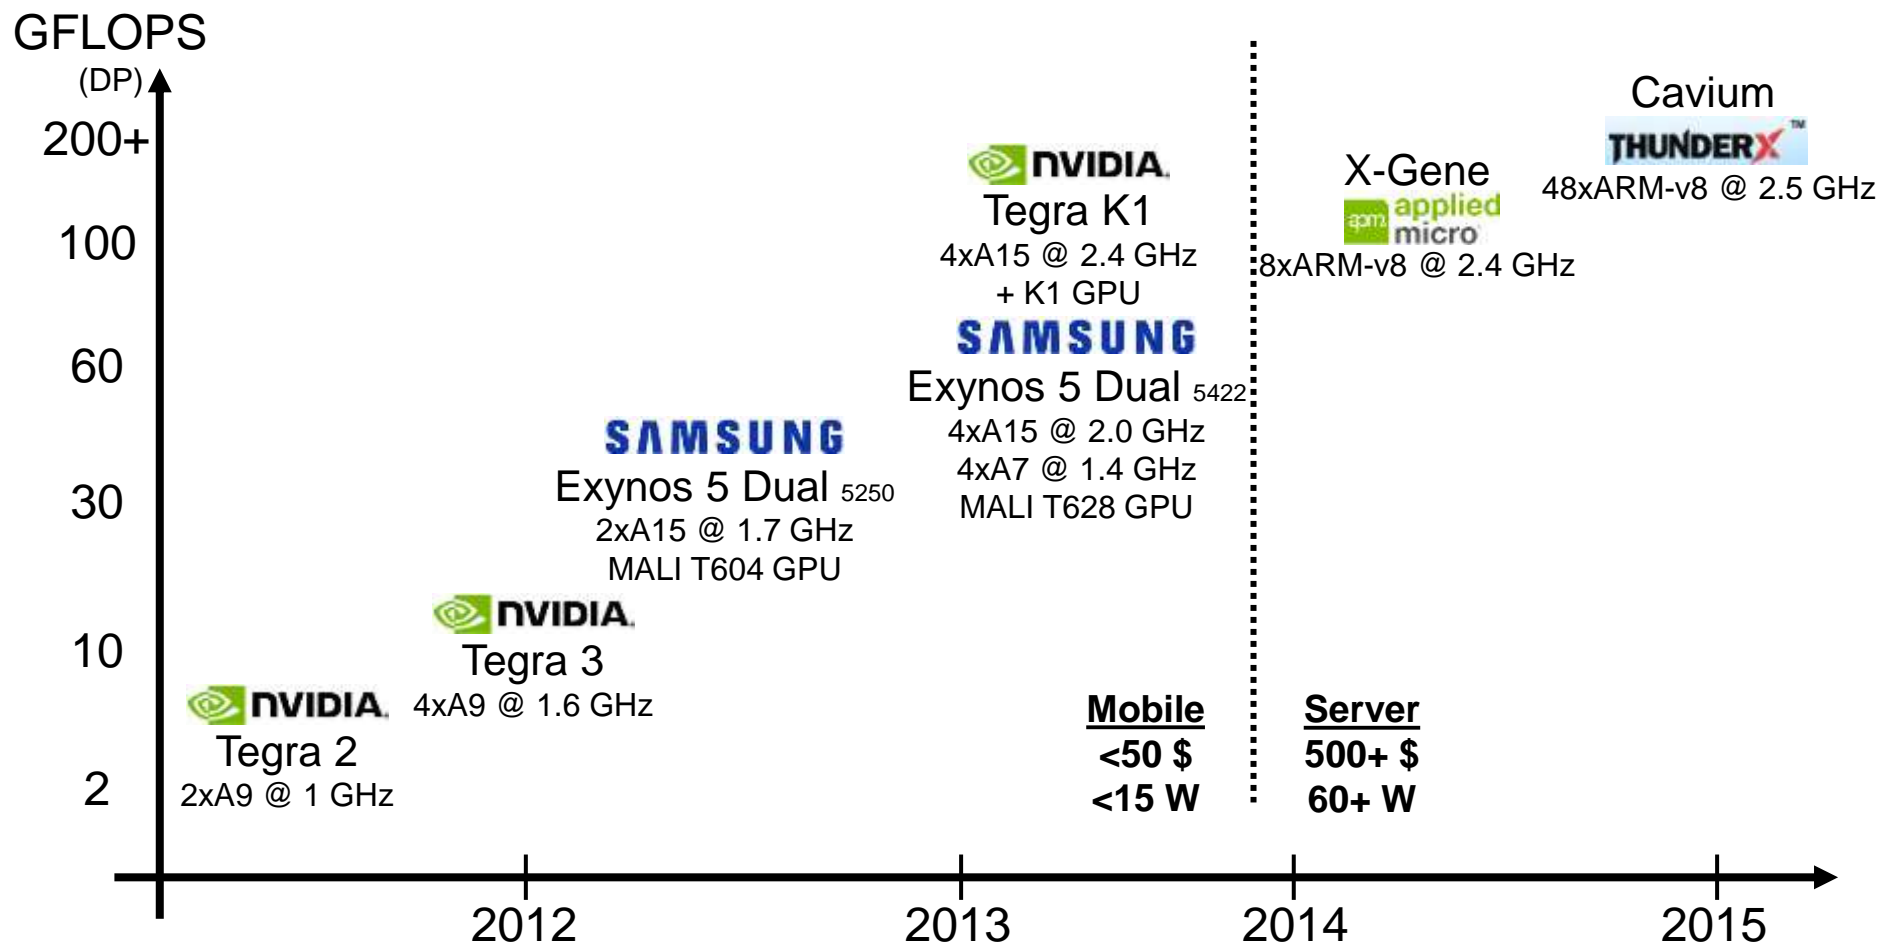 GFLOPS
(DP)
200+
100
60
30
10
2
NVIDIA.
Tegra 2
2xA9 @ 1 GHz
NVIDIA.
Tegra 3
4xA9 @ 1.6 GHz
SAMSUNG
Exynos 5 Dual 5250
2xA15 @ 1.7 GHz
MALI T604 GPU
NVIDIA.
Tegra K1
4xA15 @ 2.4 GHz
+ K1 GPU
SAMSUNG
Exynos 5 Dual 5422
4xA15 @ 2.0 GHz
4xA7 @ 1.4 GHz
MALI T628 GPU
X-Gene
apm applied
micro
8xARM-v8 @ 2.4 GHz
Cavium
THUNDERX ™
48xARM-v8 @ 2.5 GHz
Mobile
<50 $
<15 W
Server
500+ $
60+ W
2012
2013
2014
2015